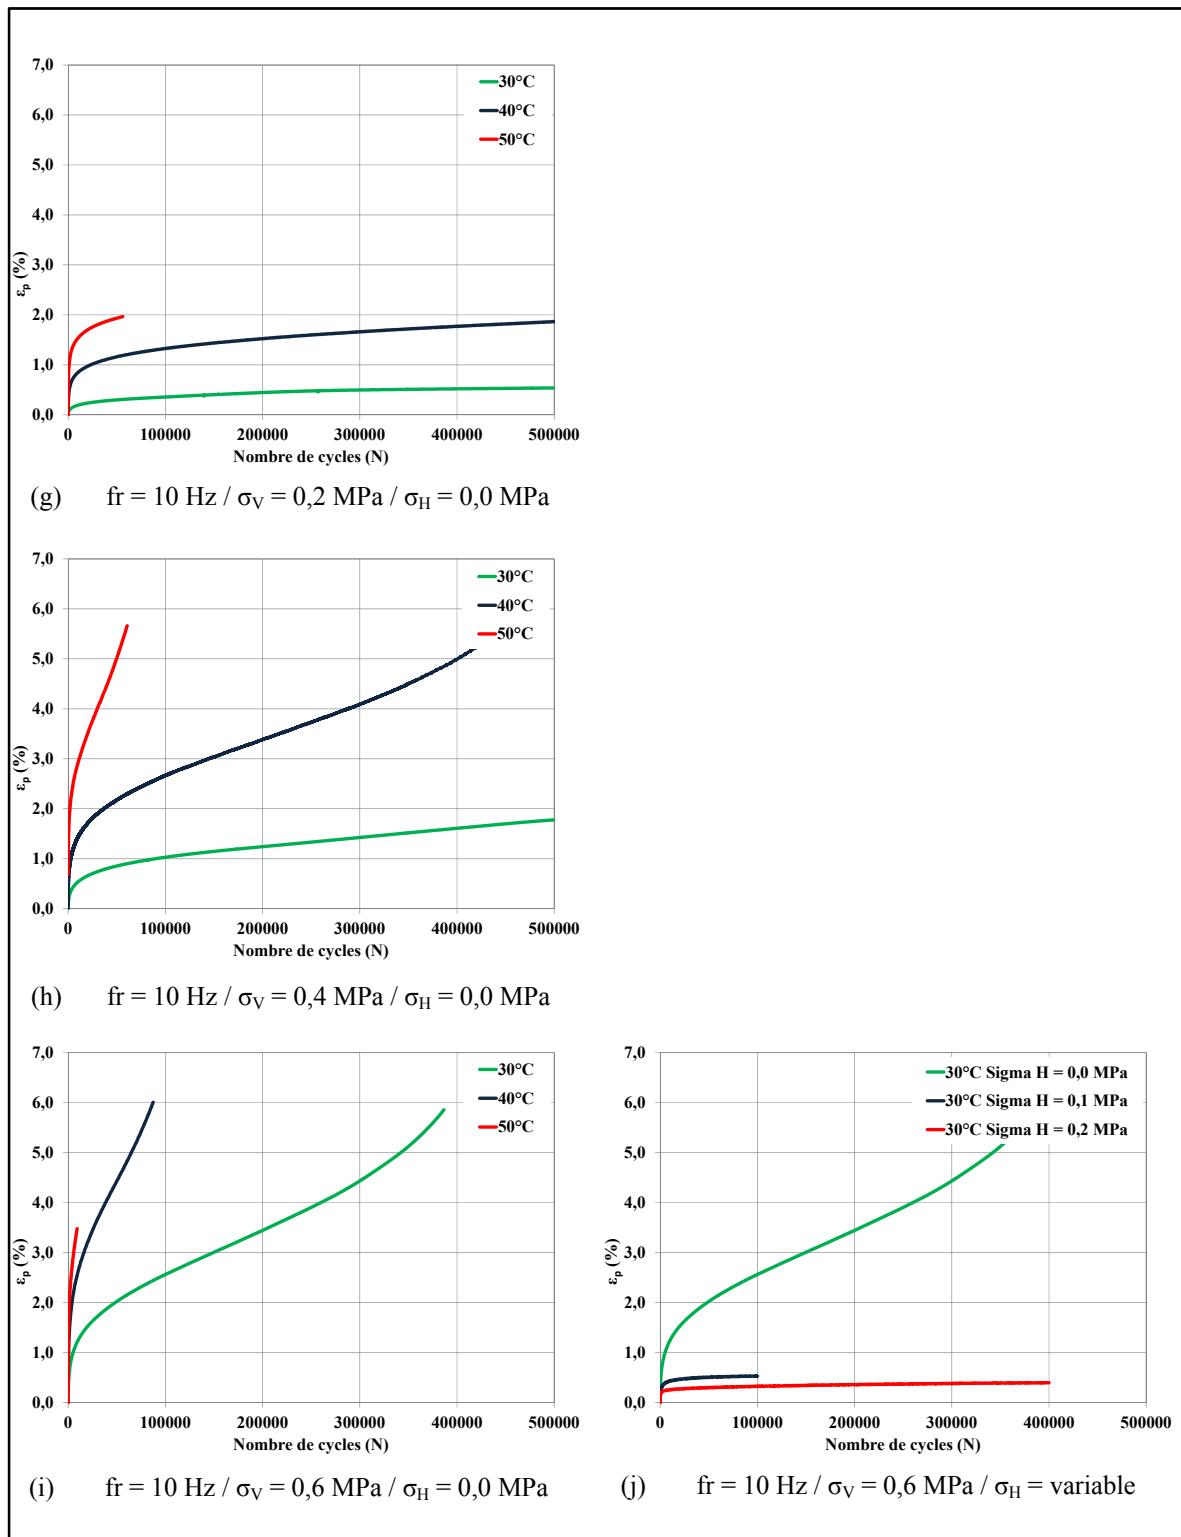 7,0
6,0
5,0
4,0
3,0
2,0
1,0
0,0
εp (%)
30°C
40°C
50°C
0 100000 200000 300000 400000 500000
Nombre de cycles (N)
(g) fr = 10 Hz / σV = 0,2 MPa / σH = 0,0 MPa
7,0
6,0
5,0
4,0
3,0
2,0
1,0
0,0
εp (%)
30°C
40°C
50°C
0 100000 200000 300000 400000 500000
Nombre de cycles (N)
(h) fr = 10 Hz / σV = 0,4 MPa / σH = 0,0 MPa
7,0
6,0
5,0
4,0
3,0
2,0
1,0
0,0
εp (%)
30°C
40°C
50°C
0 100000 200000 300000 400000 500000
Nombre de cycles (N)
(i) fr = 10 Hz / σV = 0,6 MPa / σH = 0,0 MPa
7,0
6,0
5,0
4,0
3,0
2,0
1,0
0,0
εp (%)
30°C Sigma H = 0,0 MPa
30°C Sigma H = 0,1 MPa
30°C Sigma H = 0,2 MPa
0 100000 200000 300000 400000 500000
Nombre de cycles (N)
(j) fr = 10 Hz / σV = 0,6 MPa / σH = variable